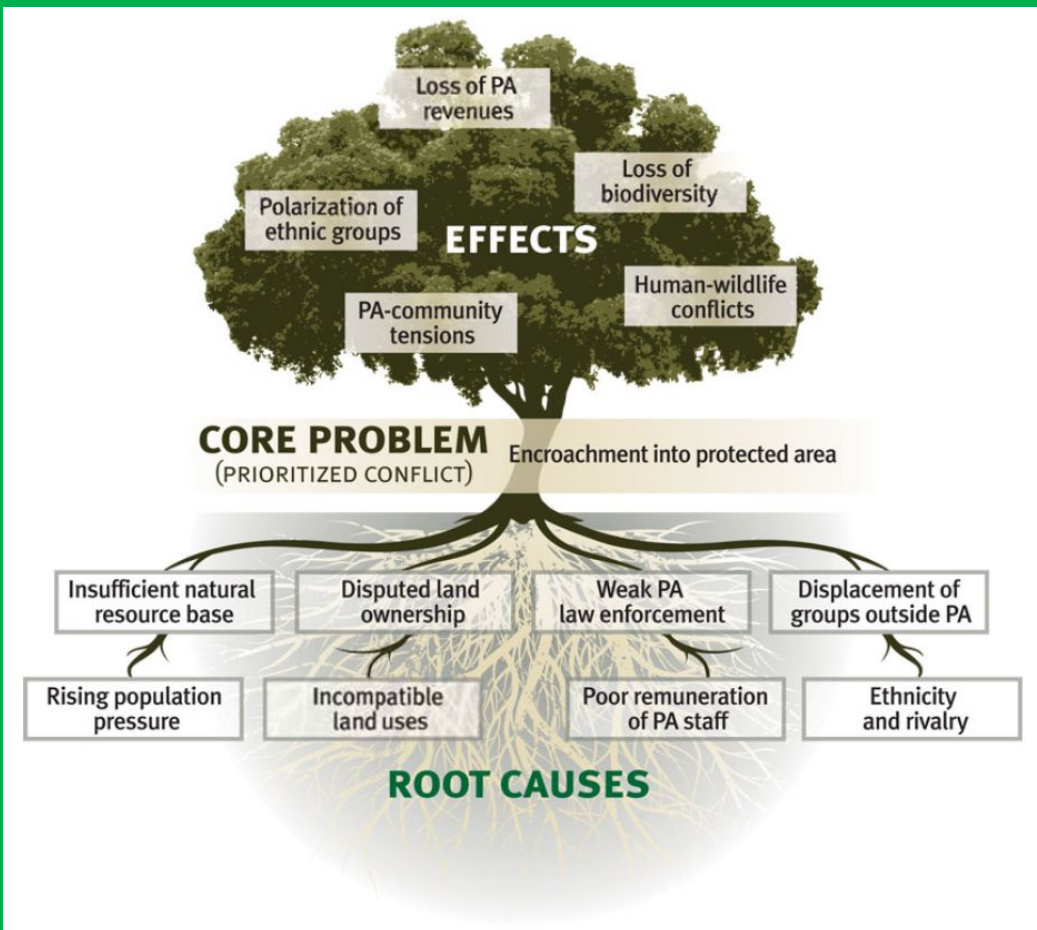 Loss of PA
revenues
Loss of
biodiversity
Polarization of
ethnic groups
EFFECTS
Human-wildlife
conflicts
PA-community
tensions
CORE PROBLEM
(PRIORITIZED CONFLICT)
Encroachment into protected area
Insufficient natural
resource base
Disputed land
ownership
Weak PA
law enforcement
Displacement of
groups outside PA
Rising population
pressure
Incompatible
land uses
Poor remuneration
of PA staff
Ethnicity
and rivalry
ROOT CAUSES